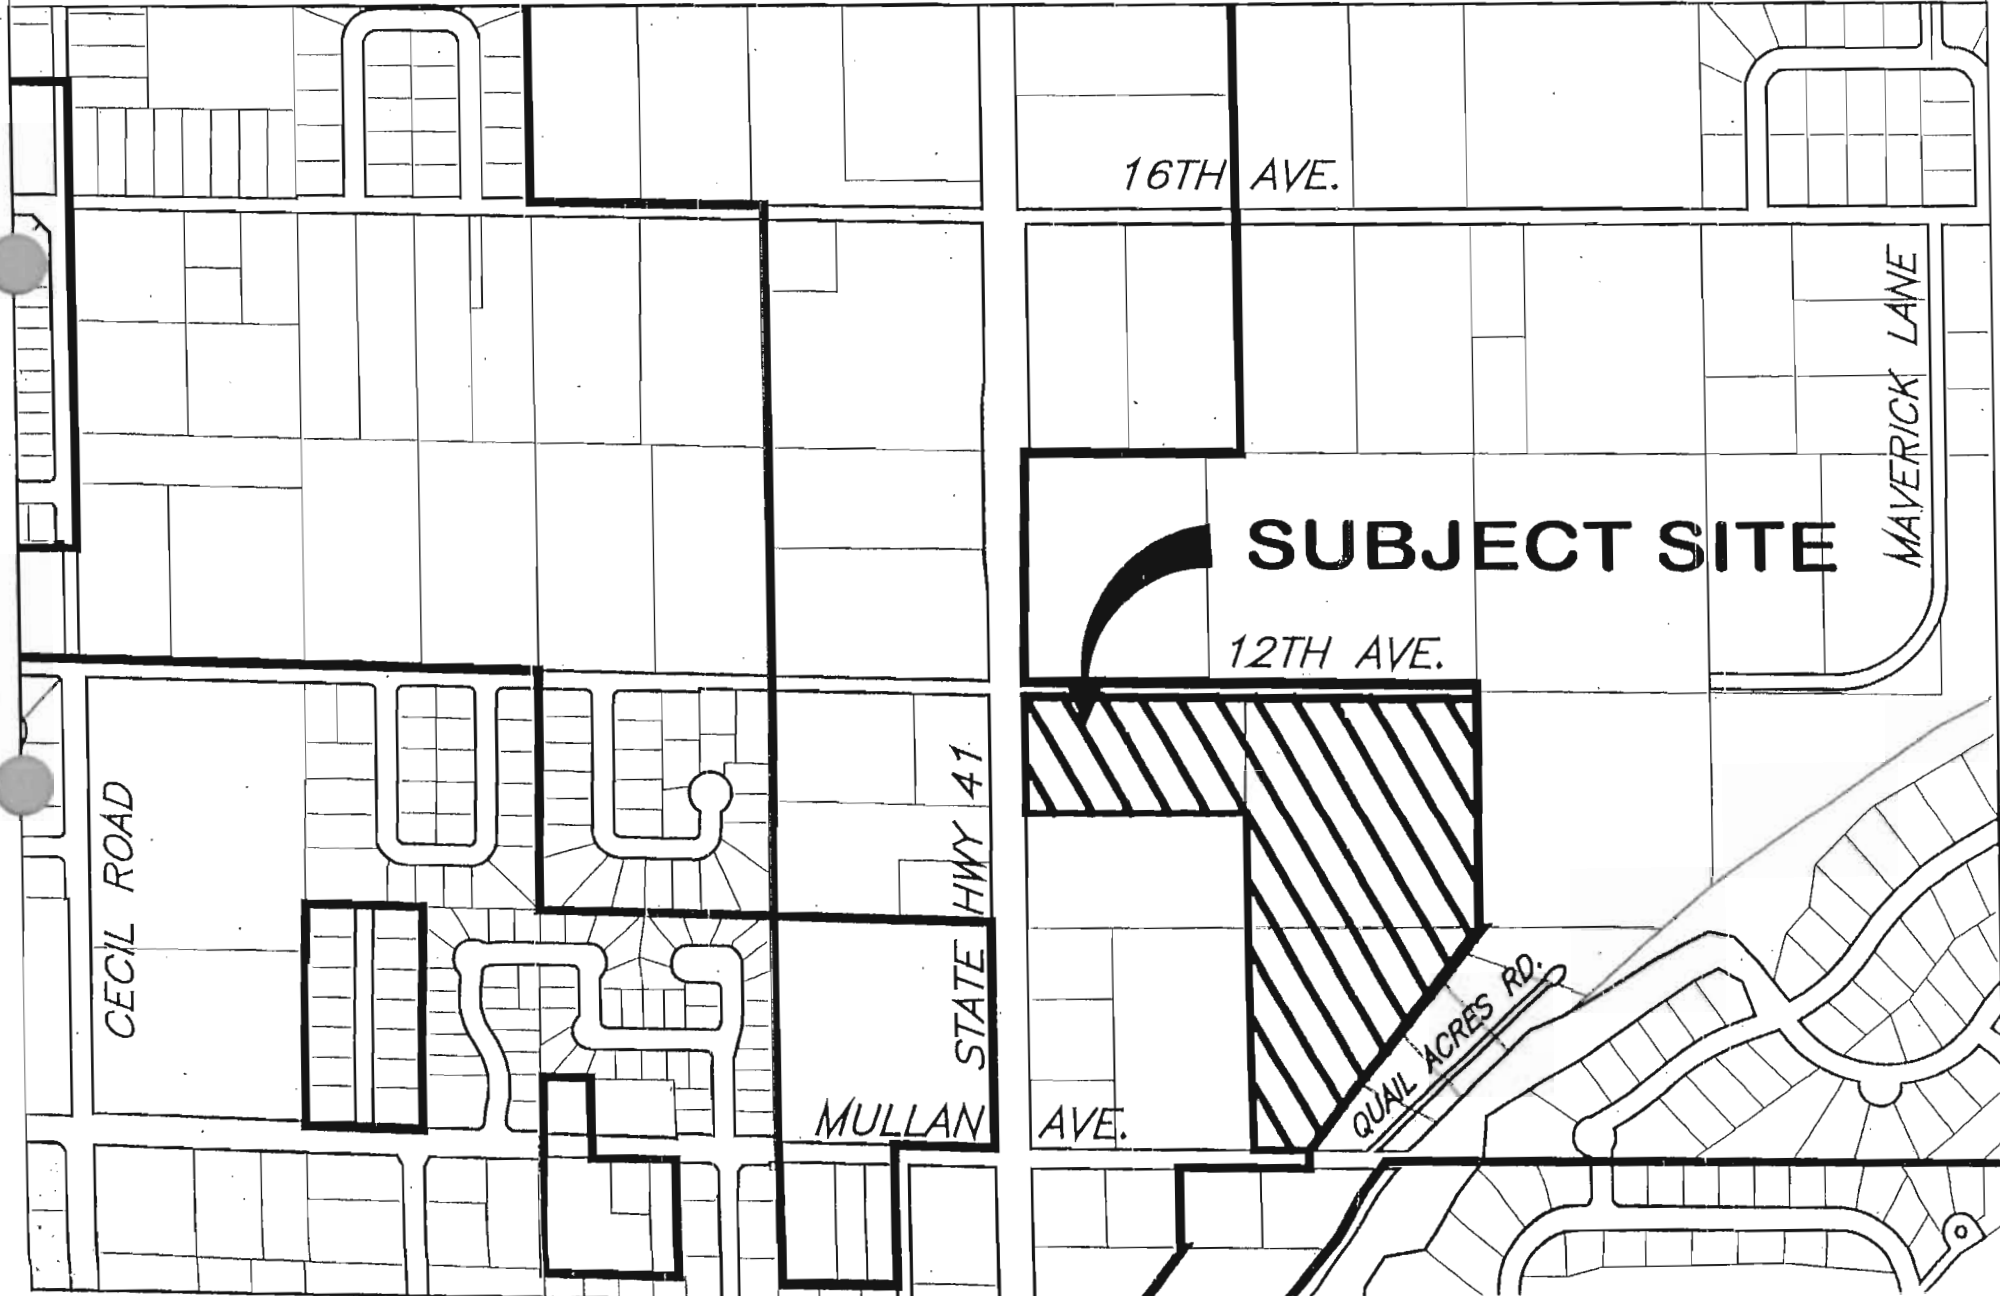 16TH AVE.
MAVERICK LANE
SUBJECT SITE
12TH AVE.
CECIL ROAD
STATE HWY 41
QUAIL ACRES RD.
MULLAN AVE.